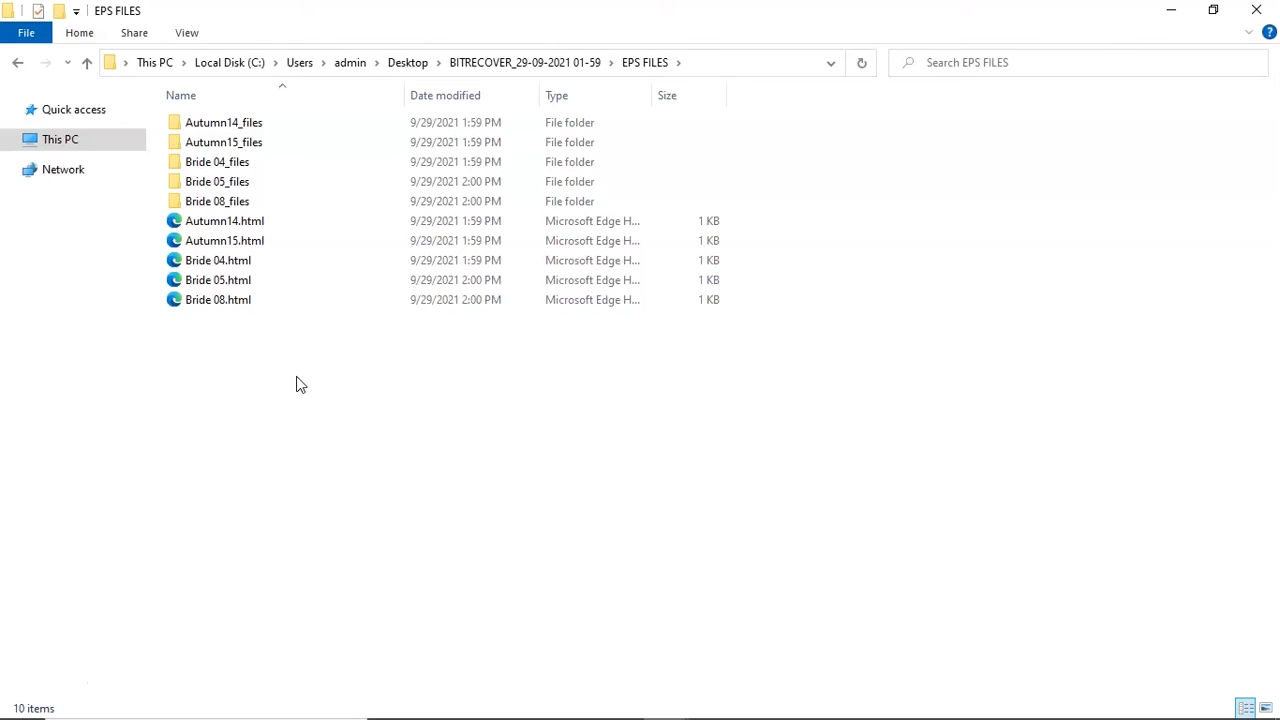 EPS FILES
File Home Share View
This PC Local Disk (C:) Users admin Desktop BITRECOVER_29-09-2021 01-59 EPS FILES Search EPS FILES
Name Date modified Type Size
Quick access
This PC
Network
Autumn14_files 9/29/2021 1:59 PM File folder
Autumn15_files 9/29/2021 1:59 PM File folder
Bride 04_files 9/29/2021 1:59 PM File folder
Bride 05_files 9/29/2021 2:00 PM File folder
Bride 08_files 9/29/2021 2:00 PM File folder
Autumn14.html 9/29/2021 1:59 PM Microsoft Edge H... 1 KB
Autumn15.html 9/29/2021 1:59 PM Microsoft Edge H... 1 KB
Bride 04.html 9/29/2021 1:59 PM Microsoft Edge H... 1 KB
Bride 05.html 9/29/2021 2:00 PM Microsoft Edge H... 1 KB
Bride 08.html 9/29/2021 2:00 PM Microsoft Edge H... 1 KB
10 items